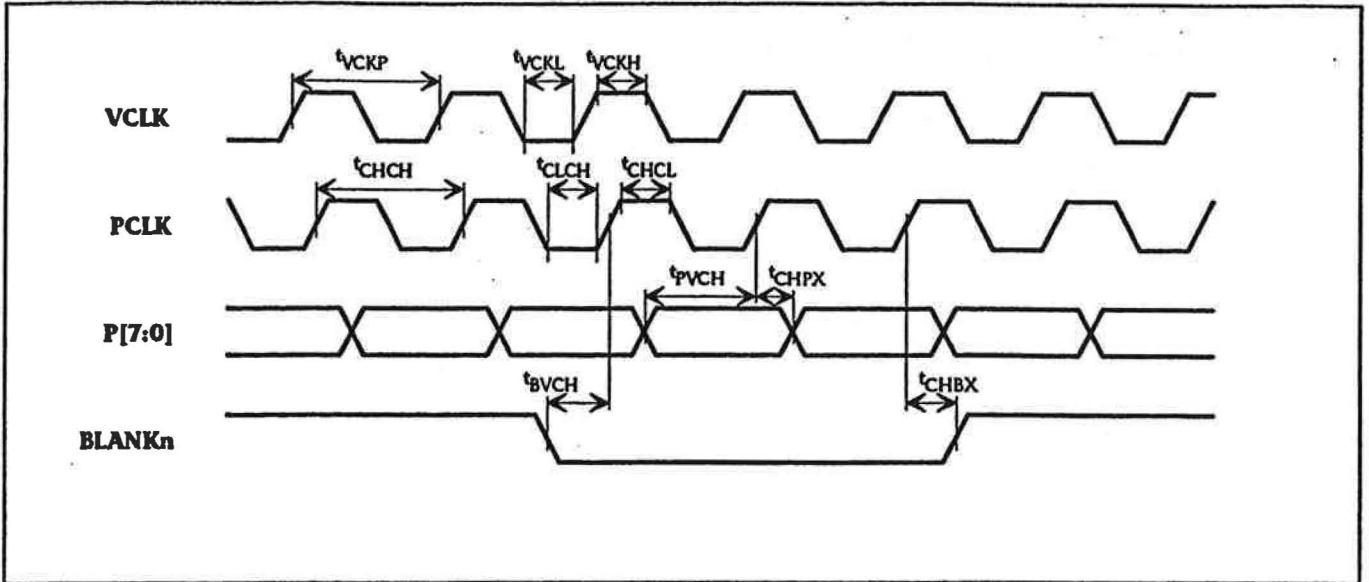 tVCKP tVCKL tVCKH
VCLK
tCHCH tCLCH tCHCL
PCLK
tPVCH tCHPX
P[7:0]
tBVCH tCHBX
BLANKn